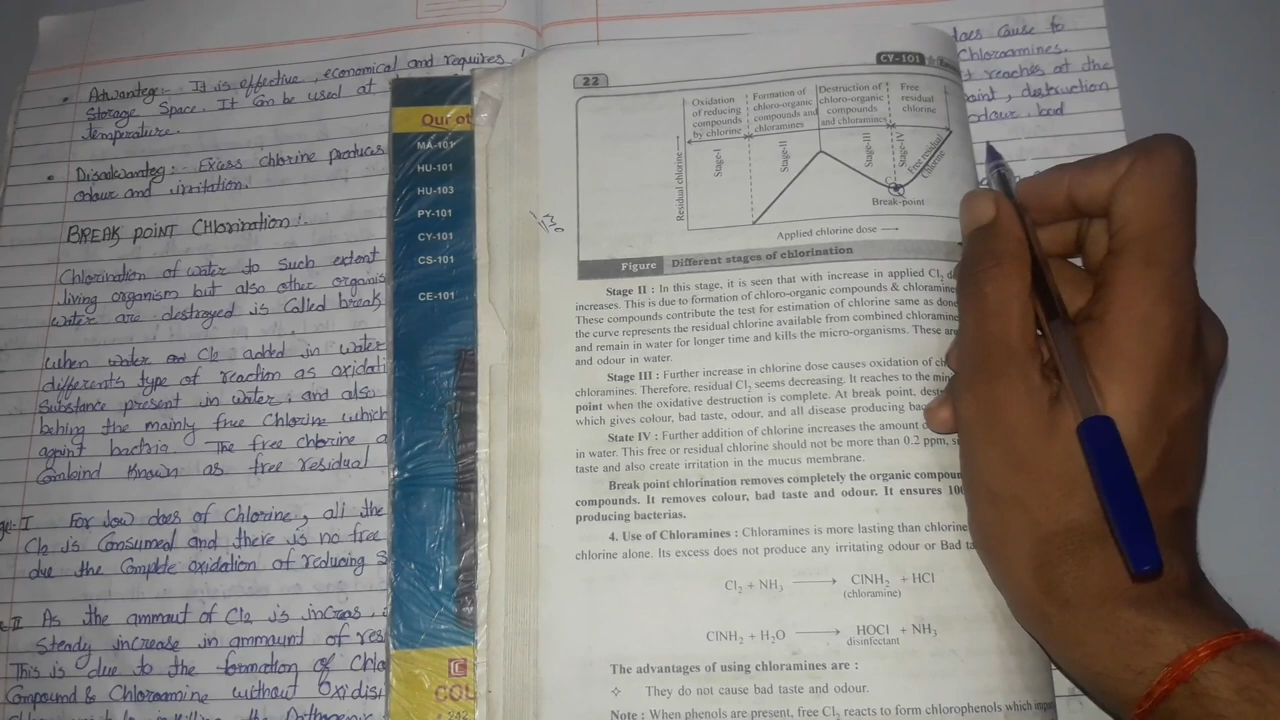 Advanteg:- It is effective, economical and requires
Storage Space. It Can be used at
temperature.
Disadvanteg:- Excess chlorine produces
odour and irritation.
BREAK POINT Chlorination:-
Chlorination of water to such extent
living organism but also other organis
water are destroyed is Called break
When water Cl2 added in water
differents type of reaction as oxidati
Substance present in water, and also
behing the mainly free Chlorine which
againt bactria. The free chlorine a
Combind Known as free residual
I For low does of Chlorine, all the
Cl2 is Consumed and there is no free
due the Complete oxidation of reducing S
II As the ammaut of Cl2 is increas
Steady increase in ammaunt of res
This is due to the formation of Chlo
Compound & Chloroamine without Oxidisi
Our ot
MA-101
HU-101
HU-103
PY-101
CY-101
CS-101
CE-101
COL
22
CY-101
Oxidation of reducing compounds by chlorine
Formation of chloro-organic compounds and chloramines
Destruction of chloro-organic compounds and chloramines
Free residual chlorine
Residual chlorine
Stage-I
Stage-II
Stage-III
Stage-IV
Free residual chlorine
Break-point
Applied chlorine dose
Figure Different stages of chlorination
Stage II : In this stage, it is seen that with increase in applied Cl2 d
increases. This is due to formation of chloro-organic compounds & chloramine
These compounds contribute the test for estimation of chlorine same as done
the curve represents the residual chlorine available from combined chloramine
and remain in water for longer time and kills the micro-organisms. These are
and odour in water.
Stage III : Further increase in chlorine dose causes oxidation of ch
chloramines. Therefore, residual Cl2 seems decreasing. It reaches to the min
point when the oxidative destruction is complete. At break point, dest
which gives colour, bad taste, odour, and all disease producing bac
State IV : Further addition of chlorine increases the amount
in water. This free or residual chlorine should not be more than 0.2 ppm, si
taste and also create irritation in the mucus membrane.
Break point chlorination removes completely the organic compoun
compounds. It removes colour, bad taste and odour. It ensures 100
producing bacterias.
4. Use of Chloramines : Chloramines is more lasting than chlorine
chlorine alone. Its excess does not produce any irritating odour or Bad ta
Cl2 + NH3 ⟶ ClNH2 + HCl
(chloramine)
ClNH2 + H2O ⟶ HOCl + NH3
disinfectant
The advantages of using chloramines are :
✧ They do not cause bad taste and odour.
Note : When phenols are present, free Cl2 reacts to form chlorophenols which impa
does cause to
Chloroamines.
t reaches at the
oint, destruction
odour, bad